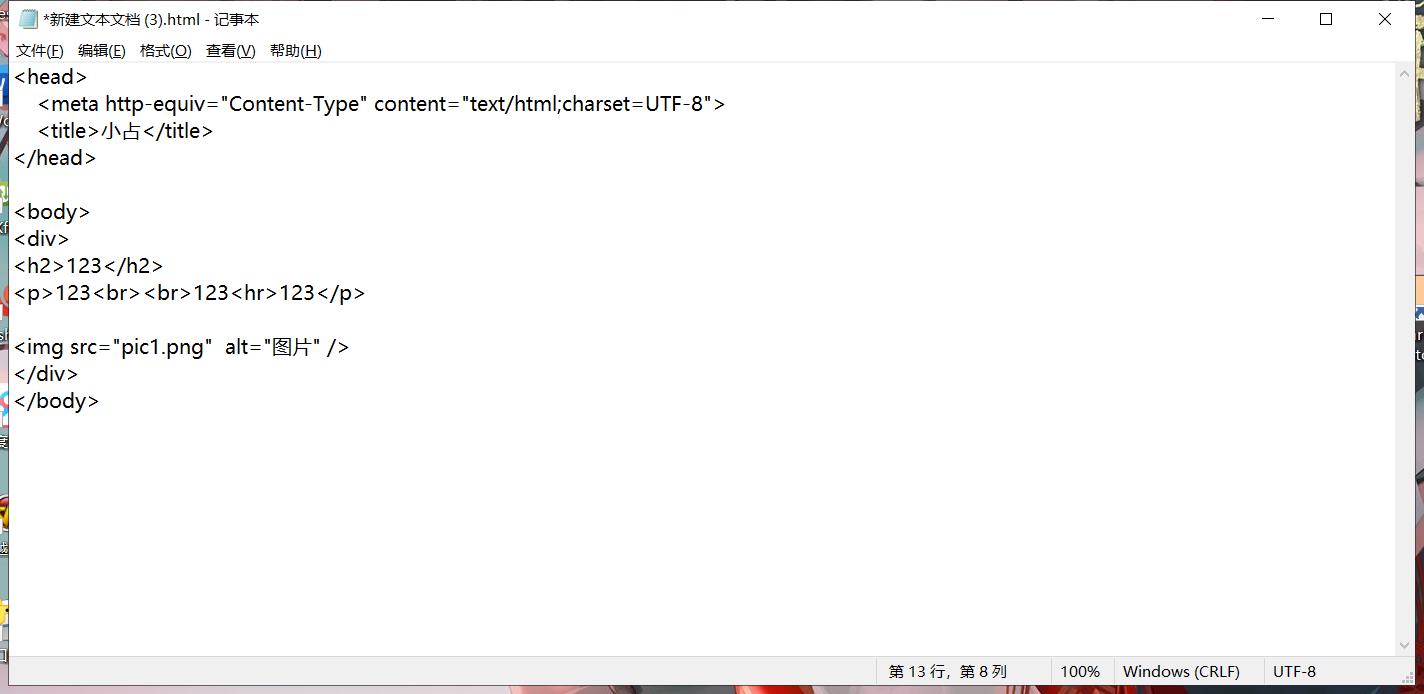 *新建文本文档 (3).html - 记事本
文件(F) 编辑(E) 格式(O) 查看(V) 帮助(H)
<head>
    <meta http-equiv="Content-Type" content="text/html;charset=UTF-8">
    <title>小占</title>
</head>

<body>
<div>
<h2>123</h2>
<p>123<br><br>123<hr>123</p>

<img src="pic1.png"  alt="图片" />
</div>
</body>
第 13 行，第 8 列 100% Windows (CRLF) UTF-8